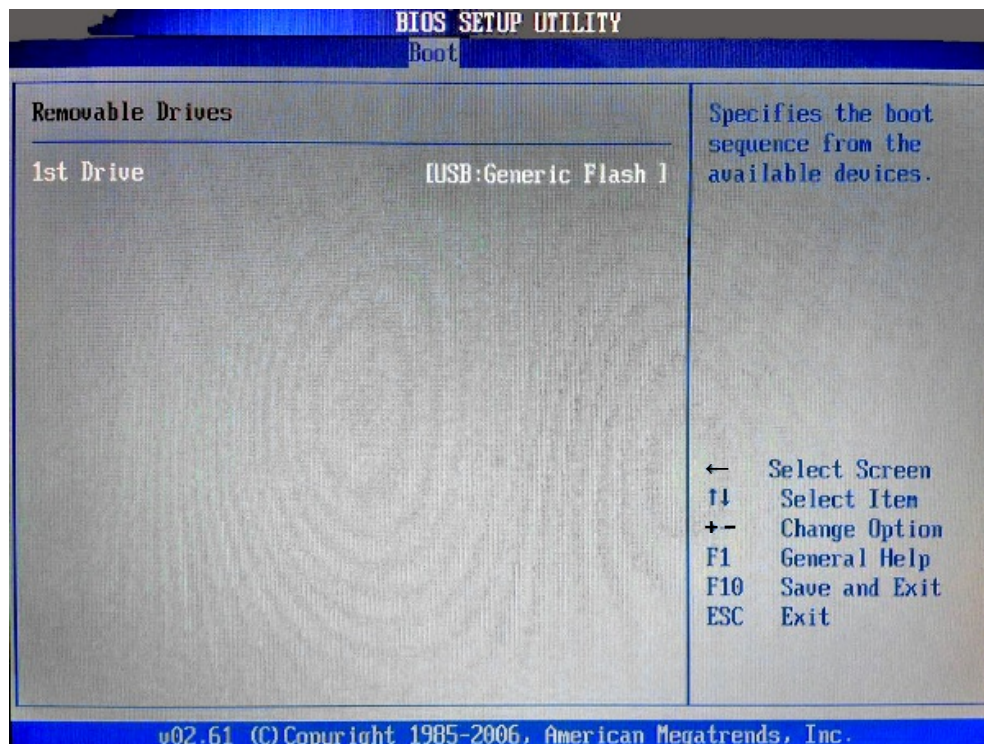 BIOS SETUP UTILITY
Boot
Removable Drives
1st Drive [USB:Generic Flash ]
Specifies the boot
sequence from the
available devices.
← Select Screen
↑↓ Select Item
+- Change Option
F1 General Help
F10 Save and Exit
ESC Exit
v02.61 (C)Copyright 1985-2006, American Megatrends, Inc.